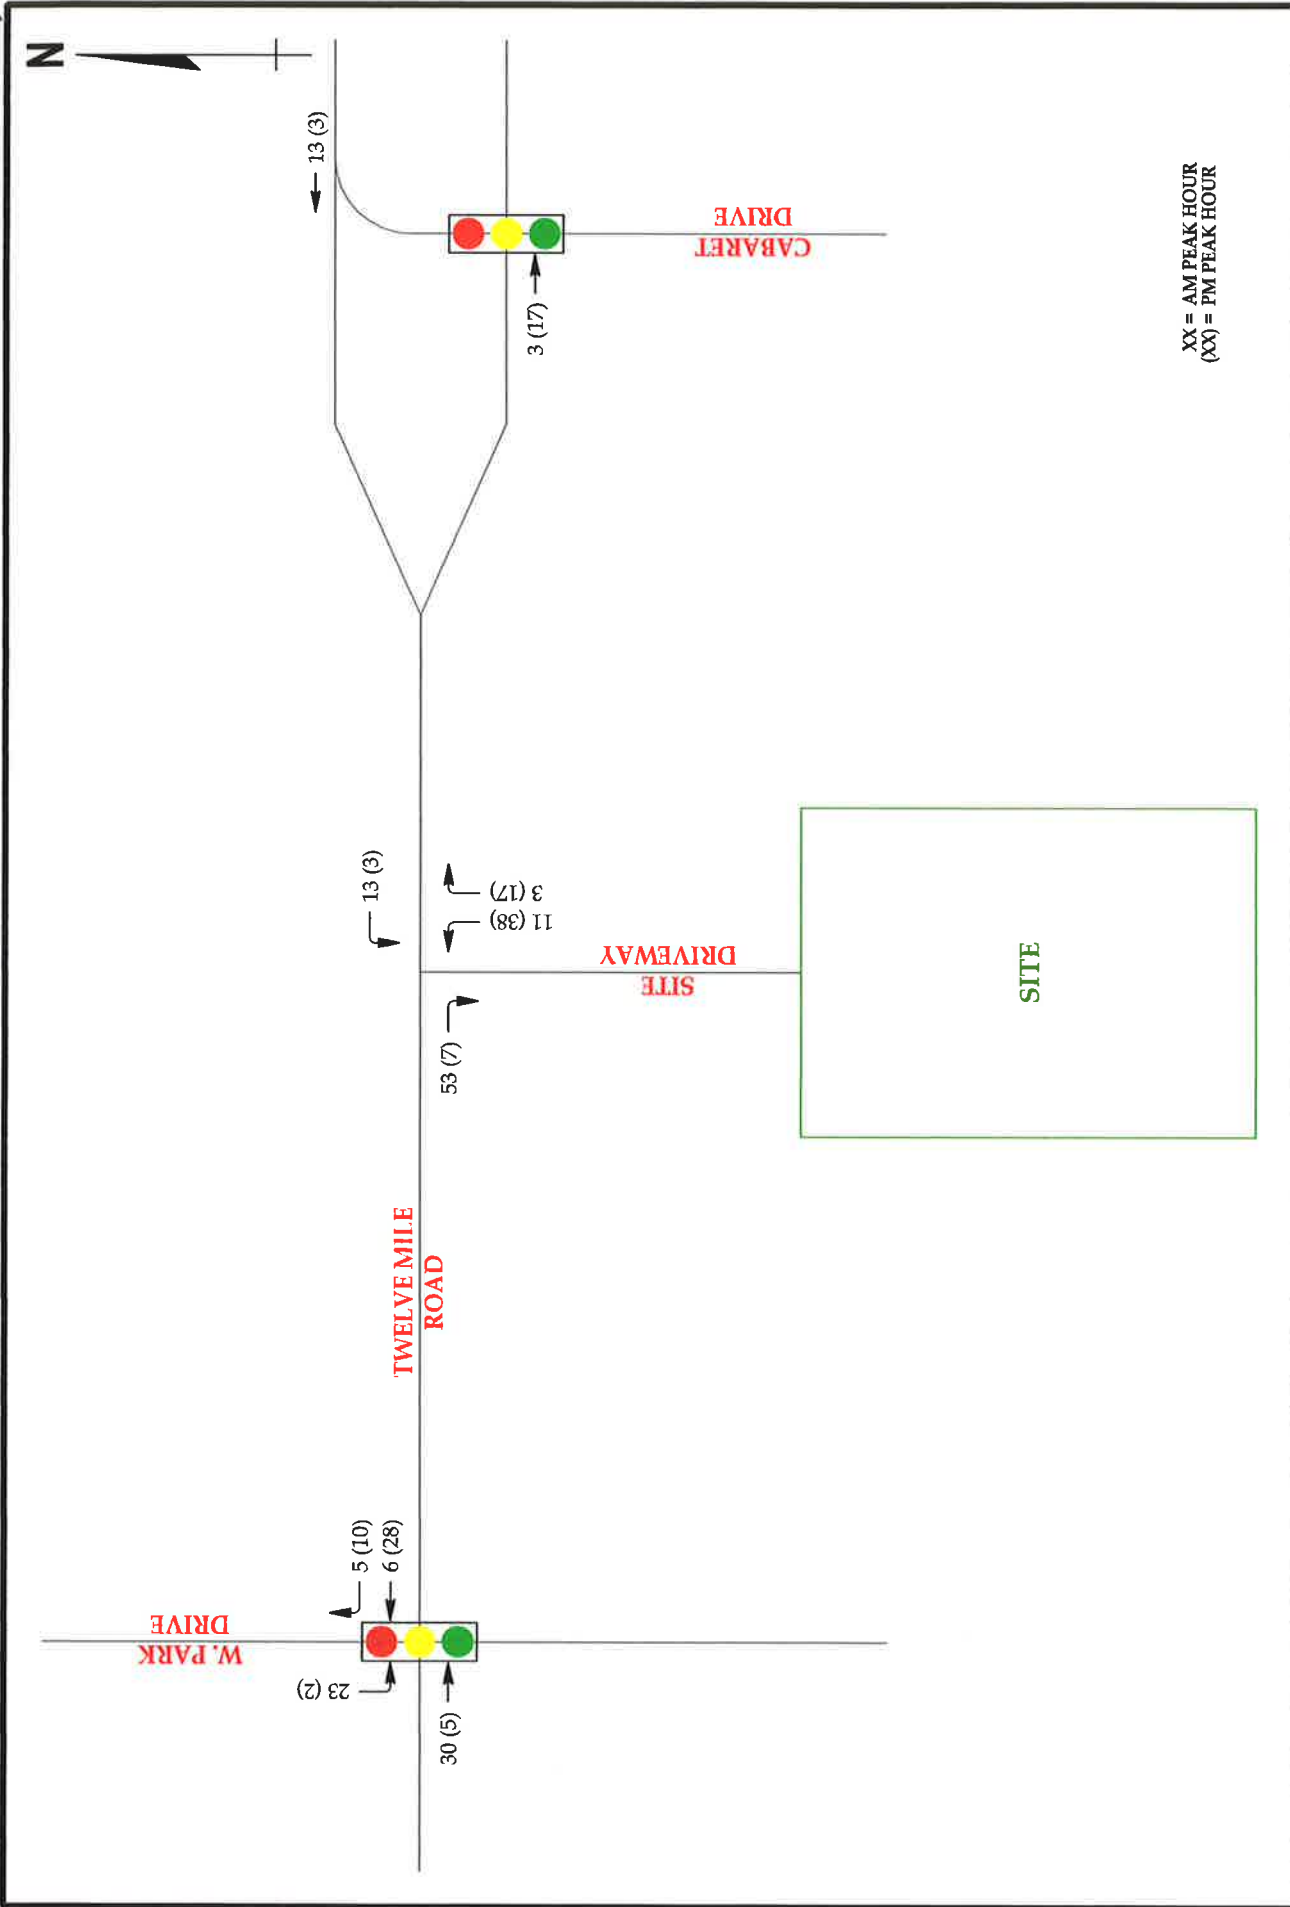 N
13 (3)
CABARET
DRIVE
3 (17)
XX = AM PEAK HOUR
(XX) = PM PEAK HOUR
13 (3)
3 (17)
11 (38)
SITE
DRIVEWAY
53 (7)
SITE
TWELVE MILE
ROAD
W. PARK
DRIVE
5 (10)
6 (28)
23 (2)
30 (5)